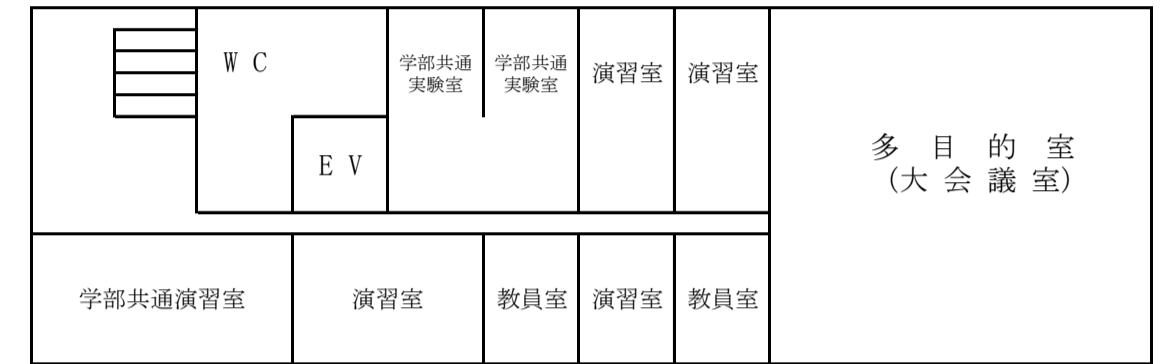 W C
学部共通
実験室
学部共通
実験室
演習室
演習室
E V
多目的室
(大会議室)
学部共通演習室
演習室
教員室
演習室
教員室